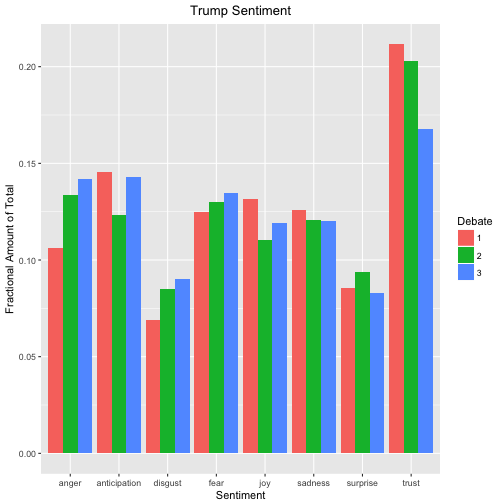 Trump Sentiment
Fractional Amount of Total
0.20
0.15
0.10
0.05
0.00
anger anticipation disgust fear joy sadness surprise trust
Sentiment
Debate
1
2
3